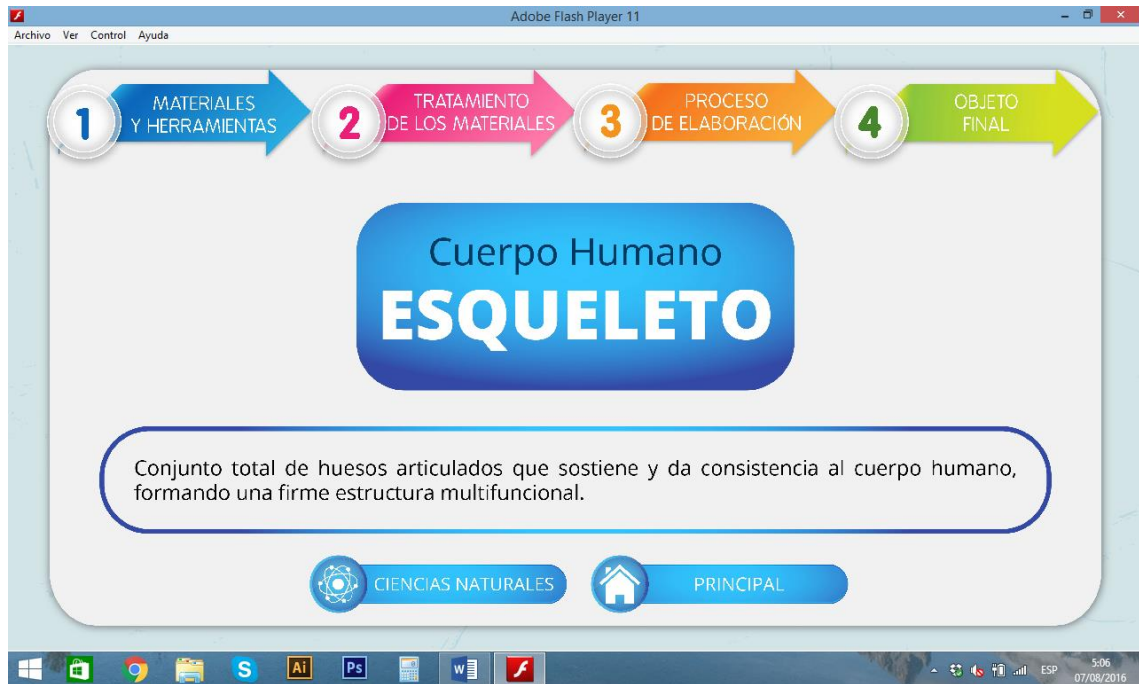 Adobe Flash Player 11
Archivo Ver Control Ayuda
1
MATERIALES
Y HERRAMIENTAS
2
TRATAMIENTO
DE LOS MATERIALES
3
PROCESO
DE ELABORACIÓN
4
OBJETO
FINAL
Cuerpo Humano
ESQUELETO
Conjunto total de huesos articulados que sostiene y da consistencia al cuerpo humano,
formando una firme estructura multifuncional.
CIENCIAS NATURALES
PRINCIPAL
S
Ai
Ps
W
ESP
5:06
07/08/2016